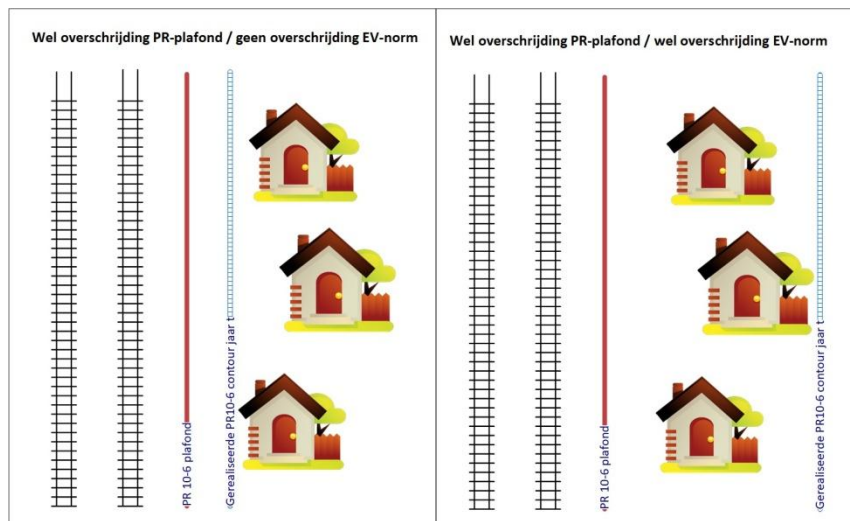 Wel overschrijding PR-plafond / geen overschrijding EV-norm
PR 10-6 plafond
Gerealiseerde PR10-6 contour jaar t
Wel overschrijding PR-plafond / wel overschrijding EV-norm
PR 10-6 plafond
Gerealiseerde PR10-6 contour jaar t